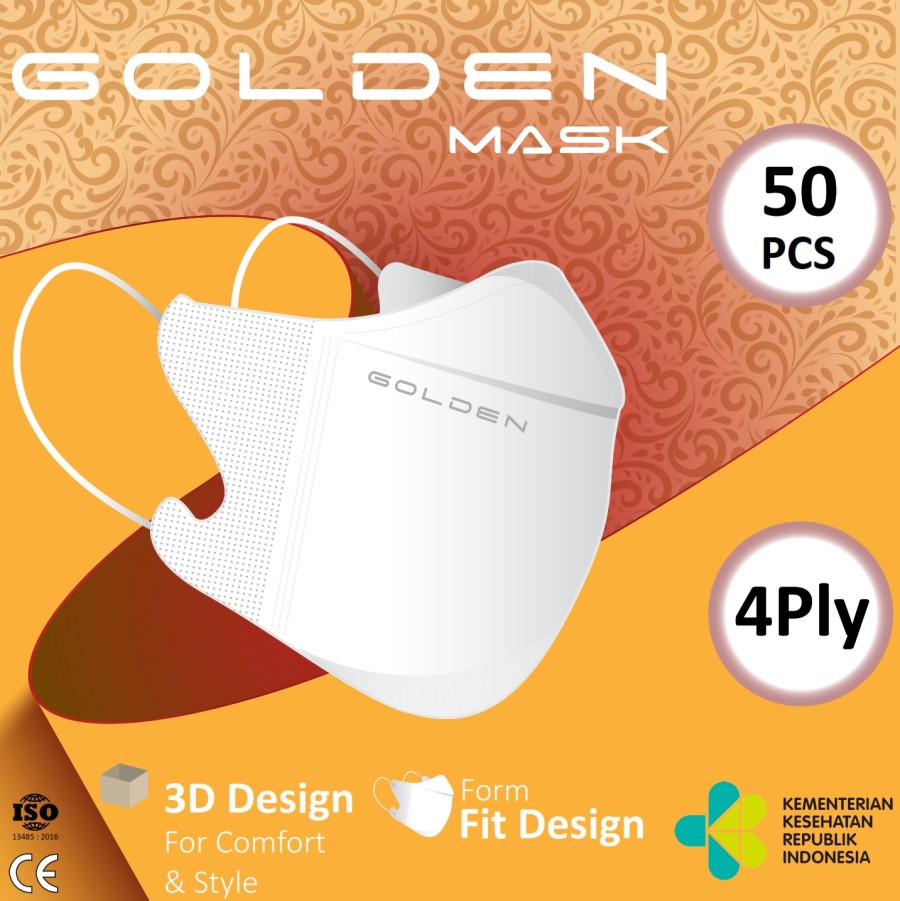 GOLDEN
MASK
50
PCS
GOLDEN
4Ply
3D Design
For Comfort
& Style
Form
Fit Design
ISO
13485 : 2016
CE
KEMENTERIAN
KESEHATAN
REPUBLIK
INDONESIA